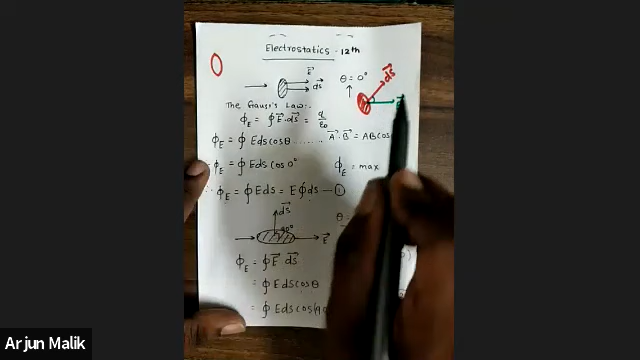 Electrostatics - 12th
E→ θ = 0°
ds→
ds→
The Gauss's Law:-
ϕE = ∮ E→ . ds→ = q/ε0
ϕE = ∮ Eds cosθ ........ A→ . B→ = AB cos
ϕE = ∮ Eds cos 0° ϕE = max
∴ ϕE = ∮ Eds = E ∮ ds — ①
ds→
90° E→ θ =
ϕE = ∮ E→ ds→
= ∮ Eds cosθ
= ∮ Eds cos(90
Arjun Malik